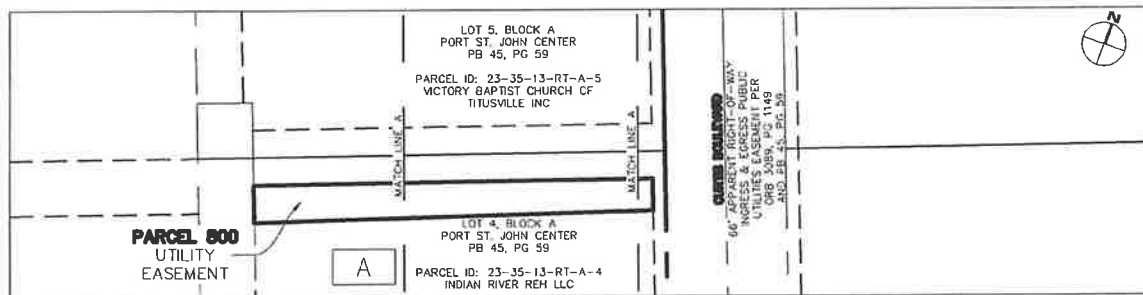 LOT 5, BLOCK A
PORT ST. JOHN CENTER
PB 45, PG 59
PARCEL ID: 23-35-13-RT-A-5
VICTORY BAPTIST CHURCH OF
TITUSVILLE INC
N
MATCH LINE A
MATCH LINE A
CURTIS BOULEVARD
66' APPARENT RIGHT-OF-WAY
INGRESS & EGRESS PUBLIC
UTILITIES EASEMENT PER
ORB 3089, PG 1149
AND PB 45, PG 59
PARCEL 800
UTILITY
EASEMENT
A
LOT 4, BLOCK A
PORT ST. JOHN CENTER
PB 45, PG 59
PARCEL ID: 23-35-13-RT-A-4
INDIAN RIVER REH LLC